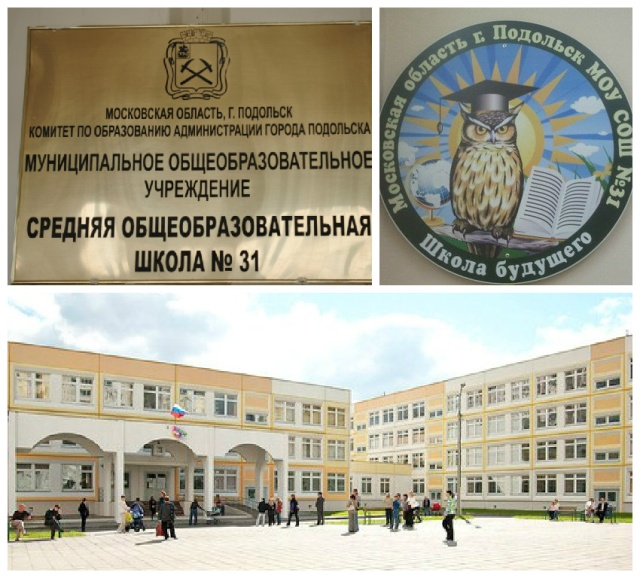 МОСКОВСКАЯ ОБЛАСТЬ, Г. ПОДОЛЬСК
КОМИТЕТ ПО ОБРАЗОВАНИЮ АДМИНИСТРАЦИИ ГОРОДА ПОДОЛЬСКА
МУНИЦИПАЛЬНОЕ ОБЩЕОБРАЗОВАТЕЛЬНОЕ
УЧРЕЖДЕНИЕ
СРЕДНЯЯ ОБЩЕОБРАЗОВАТЕЛЬНАЯ
ШКОЛА № 31
Московская область г. Подольск МОУ СОШ №31
Школа будущего